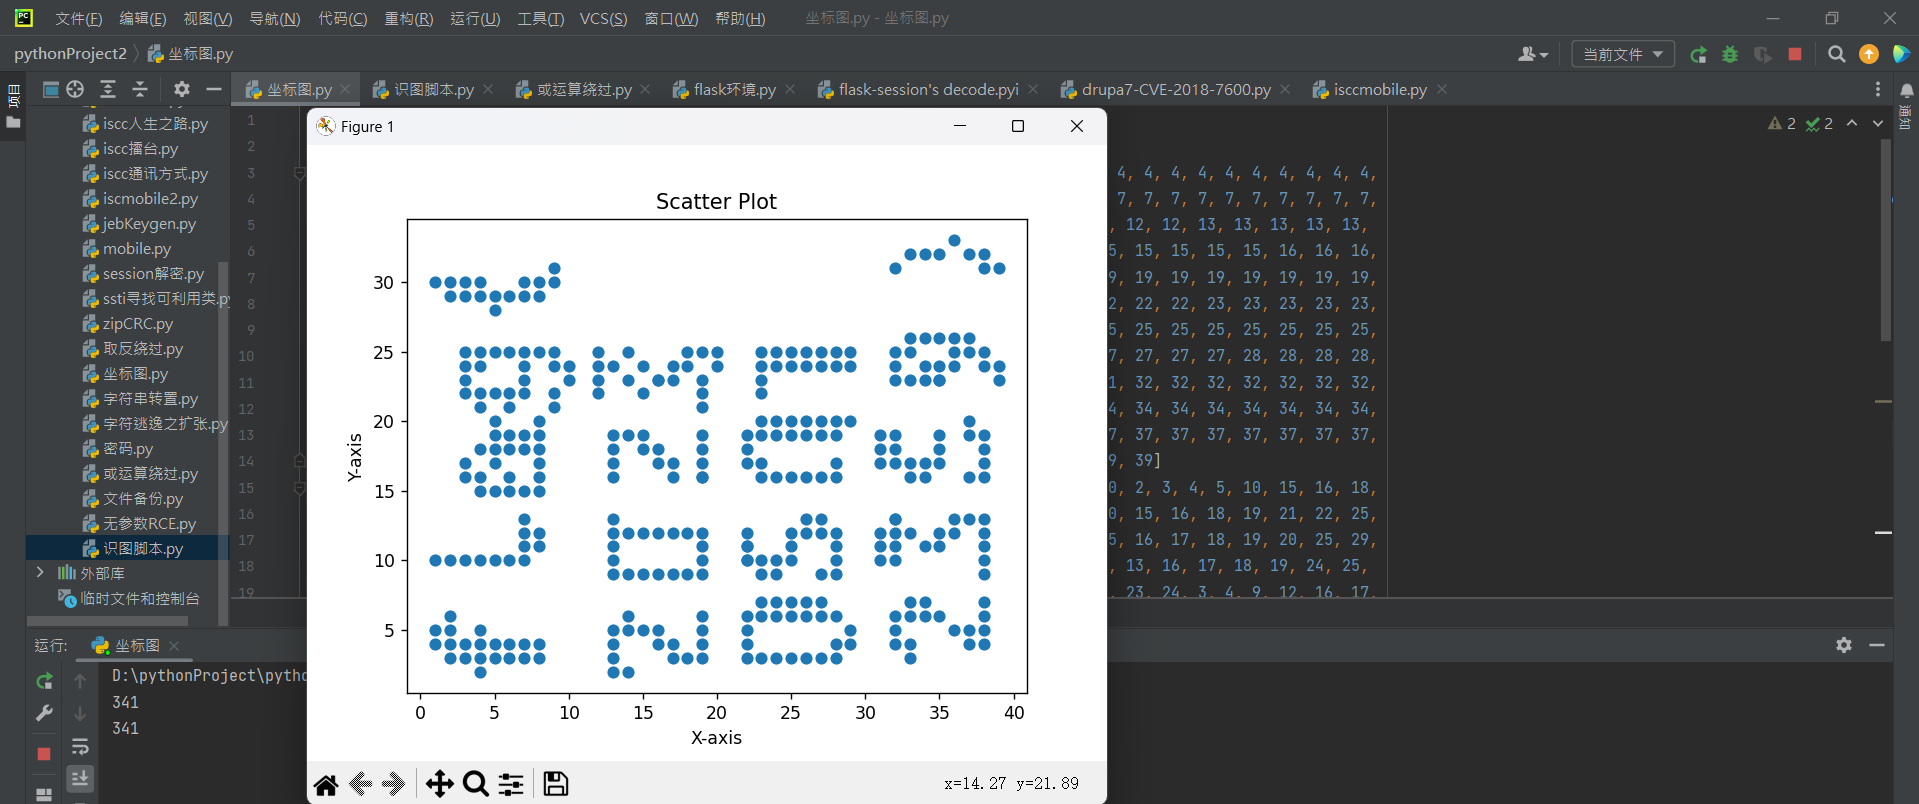 PC 文件(F) 编辑(E) 视图(V) 导航(N) 代码(C) 重构(R) 运行(U) 工具(T) VCS(S) 窗口(W) 帮助(H) 坐标图.py - 坐标图.py
pythonProject2 坐标图.py 当前文件
项目
坐标图.py 识图脚本.py 或运算绕过.py flask环境.py flask-session's decode.pyi drupa7-CVE-2018-7600.py isccmobile.py
通知
iscc人生之路.py
iscc擂台.py
iscc通讯方式.py
iscmobile2.py
jebKeygen.py
mobile.py
session解密.py
ssti寻找可利用类.py
zipCRC.py
取反绕过.py
坐标图.py
字符串转置.py
字符逃逸之扩张.py
密码.py
或运算绕过.py
文件备份.py
无参数RCE.py
识图脚本.py
外部库
临时文件和控制台
1
2
3
4
5
6
7
8
9
10
11
12
13
14
15
16
17
18
19
2 2
4, 4, 4, 4, 4, 4, 4, 4, 4, 4,
7, 7, 7, 7, 7, 7, 7, 7, 7, 7,
, 12, 12, 13, 13, 13, 13, 13,
5, 15, 15, 15, 15, 16, 16, 16,
9, 19, 19, 19, 19, 19, 19, 19,
2, 22, 22, 23, 23, 23, 23, 23,
5, 25, 25, 25, 25, 25, 25, 25,
7, 27, 27, 27, 28, 28, 28, 28,
1, 32, 32, 32, 32, 32, 32, 32,
4, 34, 34, 34, 34, 34, 34, 34,
7, 37, 37, 37, 37, 37, 37, 37,
9, 39]
0, 2, 3, 4, 5, 10, 15, 16, 18,
0, 15, 16, 18, 19, 21, 22, 25,
5, 16, 17, 18, 19, 20, 25, 29,
, 13, 16, 17, 18, 19, 24, 25,
, 23, 24, 3, 4, 9, 12, 16, 17,
Figure 1
Scatter Plot
Y-axis
30
25
20
15
10
5
0 5 10 15 20 25 30 35 40
X-axis
x=14.27 y=21.89
运行: 坐标图
D:\pythonProject\pytho
341
341